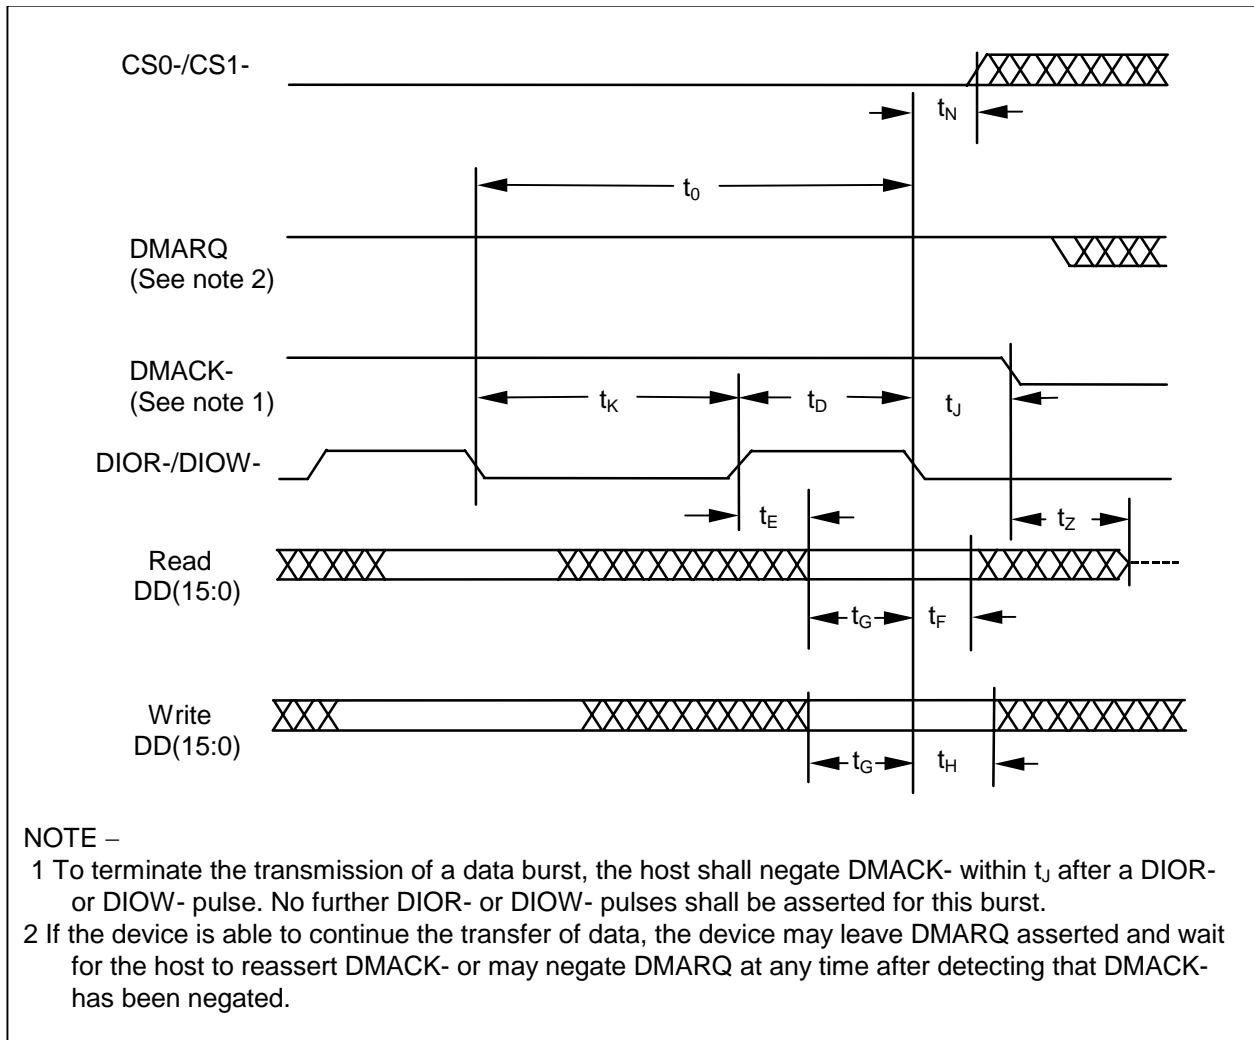 CS0-/CS1-
tN
t0
DMARQ
(See note 2)
DMACK-
(See note 1)
tK
tD
tJ
DIOR-/DIOW-
tE
tZ
Read
DD(15:0)
tG
tF
Write
DD(15:0)
tG
tH
NOTE –
1 To terminate the transmission of a data burst, the host shall negate DMACK- within tJ after a DIOR-
or DIOW- pulse. No further DIOR- or DIOW- pulses shall be asserted for this burst.
2 If the device is able to continue the transfer of data, the device may leave DMARQ asserted and wait
for the host to reassert DMACK- or may negate DMARQ at any time after detecting that DMACK-
has been negated.